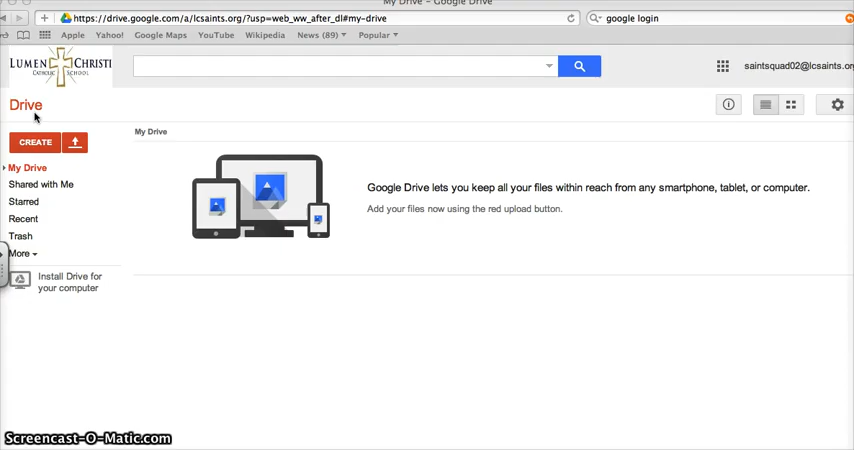 My Drive – Google Drive
https://drive.google.com/a/lcsaints.org/?usp=web_ww_after_dl#my-drive
google login
Apple Yahoo! Google Maps YouTube Wikipedia News (89) Popular
LUMEN CHRISTI
CATHOLIC SCHOOL
saintsquad02@lcsaints.org
Drive
CREATE
My Drive
My Drive
Shared with Me
Starred
Recent
Trash
More
Install Drive for
your computer
Google Drive lets you keep all your files within reach from any smartphone, tablet, or computer.
Add your files now using the red upload button.
Screencast-O-Matic.com